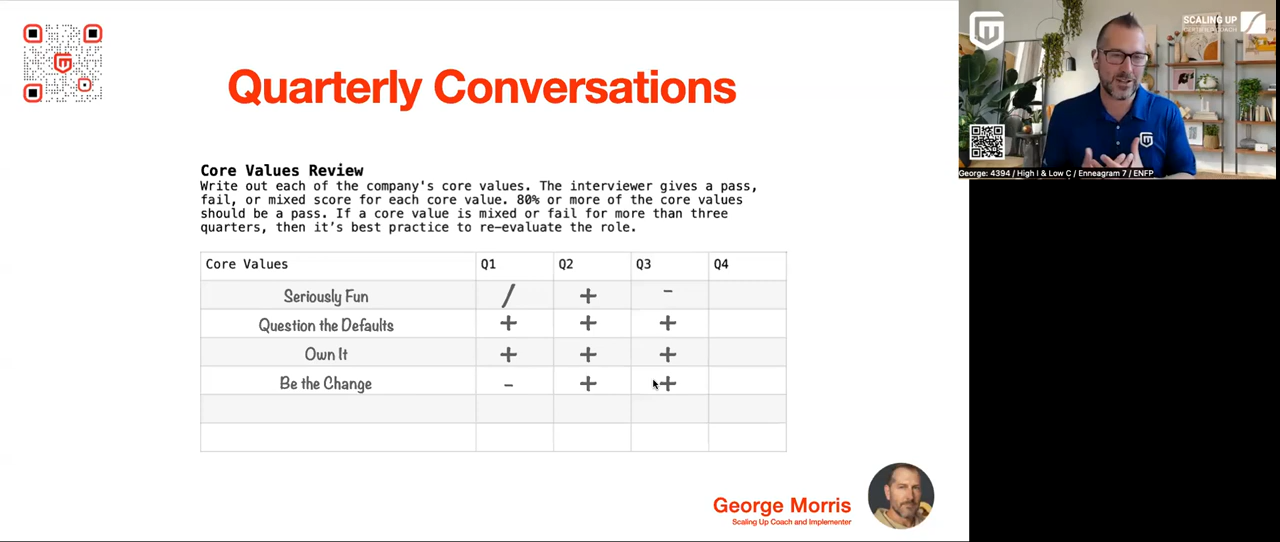 Quarterly Conversations
Core Values Review
Write out each of the company's core values. The interviewer gives a pass,
fail, or mixed score for each core value. 80% or more of the core values
should be a pass. If a core value is mixed or fail for more than three
quarters, then it's best practice to re-evaluate the role.
Core Values Q1 Q2 Q3 Q4
Seriously Fun / + -
Question the Defaults + + +
Own It + + +
Be the Change - + +
George Morris
Scaling Up Coach and Implementer
SCALING UP
CERTIFIED COACH
George: 4394 / High I & Low C / Enneagram 7 / ENFP